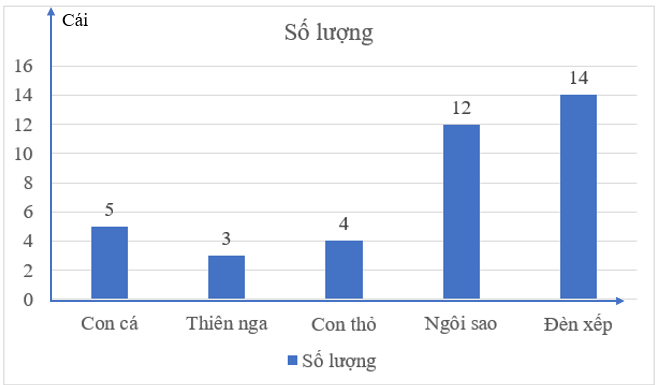 Cái
Số lượng
16
14
12
10
8
6
4
2
0
5
3
4
12
14
Con cá
Thiên nga
Con thỏ
Ngôi sao
Đèn xếp
Số lượng